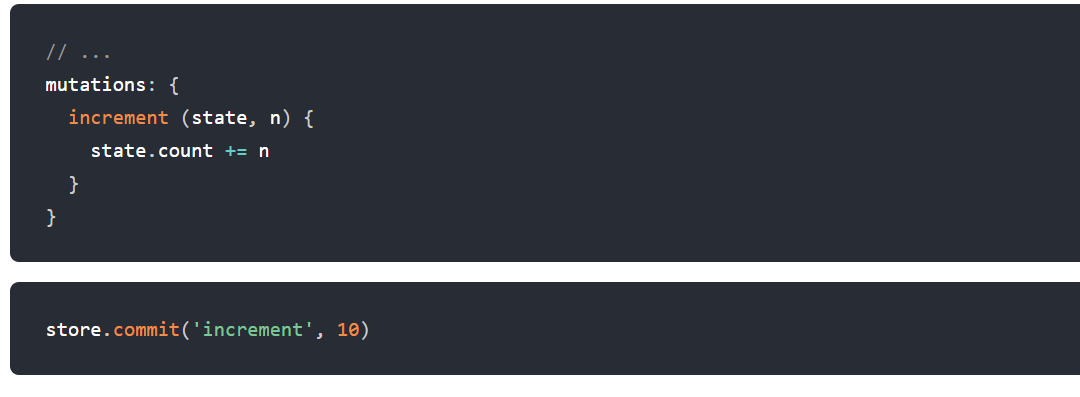 // ...
mutations: {
  increment (state, n) {
    state.count += n
  }
}
store.commit('increment', 10)